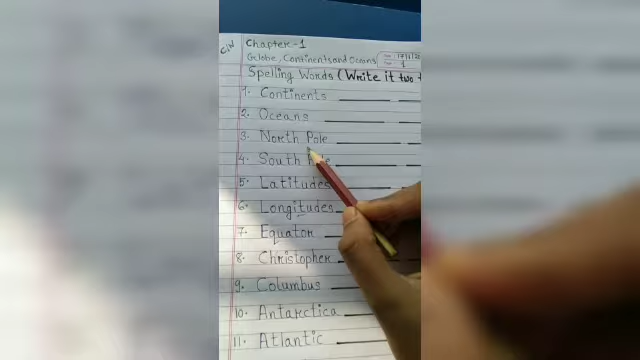 C/W
Chapter-1
Globe, Continents and Oceans
Spelling Words (Write it two
1. Continents
2. Oceans
3. North Pole
4. South Pole
5. Latitudes
6. Longitudes
7. Equator
8. Christopher
9. Columbus
10. Antarctica
11. Atlantic